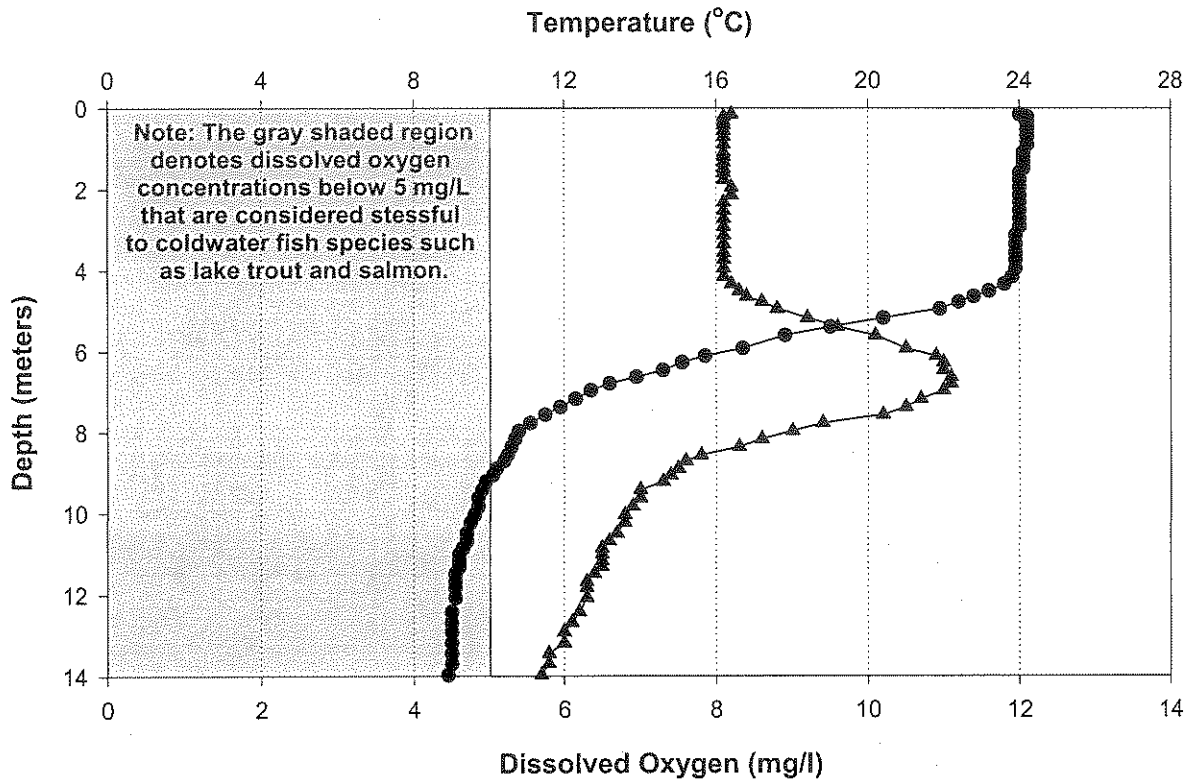 Temperature (°C)
0 4 8 12 16 20 24 28
Note: The gray shaded region
denotes dissolved oxygen
concentrations below 5 mg/L
that are considered stessful
to coldwater fish species such
as lake trout and salmon.
Depth (meters)
0
2
4
6
8
10
12
14
0 2 4 6 8 10 12 14
Dissolved Oxygen (mg/l)